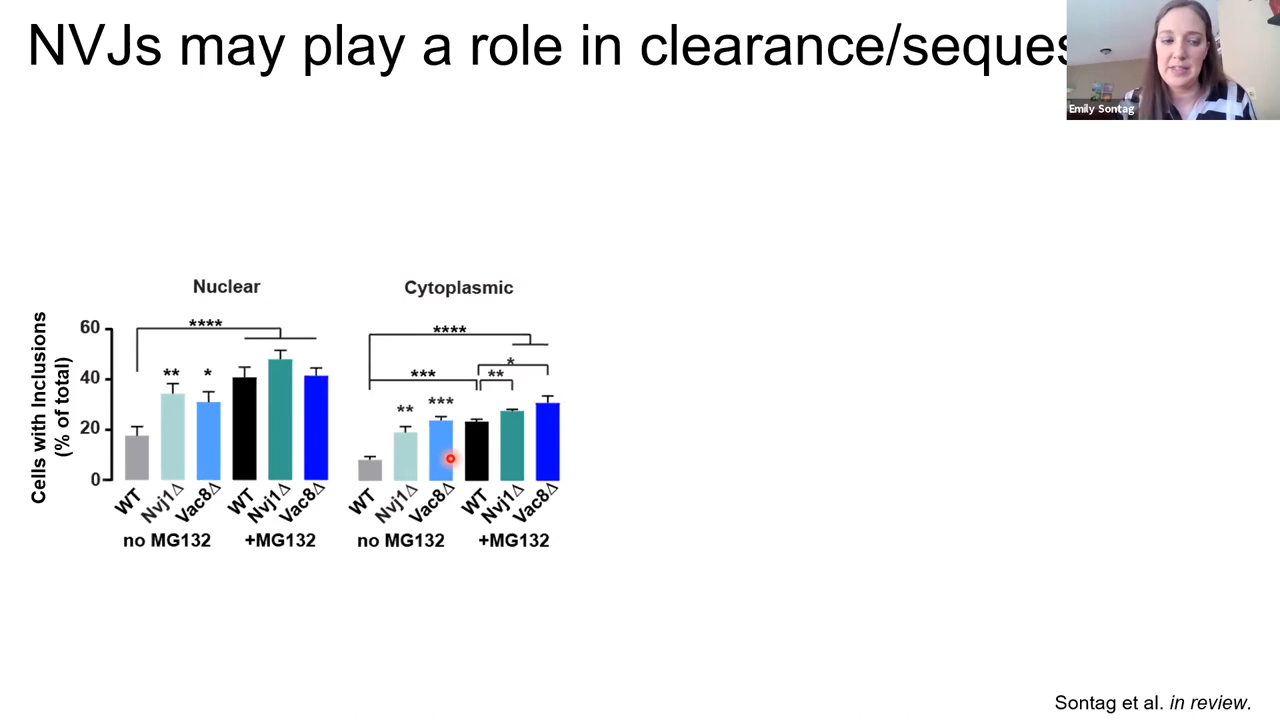 NVJs may play a role in clearance/seques
Emily Sontag
Nuclear
Cytoplasmic
Cells with Inclusions
(% of total)
60
40
20
0
****
**
*
****
***
*
**
**
***
WT
Nvj1Δ
Vac8Δ
WT
Nvj1Δ
Vac8Δ
WT
Nvj1Δ
Vac8Δ
WT
Nvj1Δ
Vac8Δ
no MG132
+MG132
no MG132
+MG132
Sontag et al. in review.